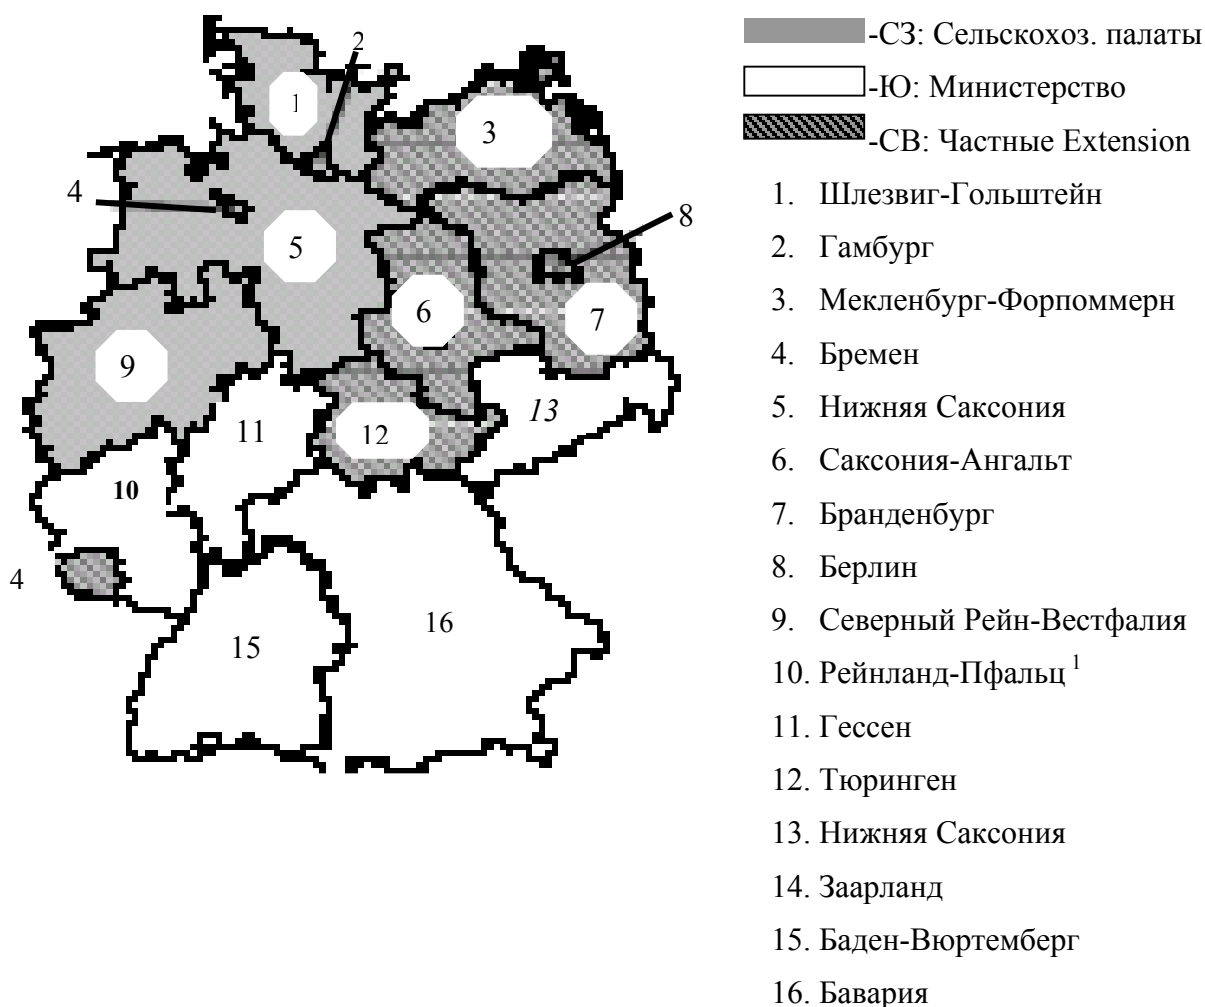 -СЗ: Сельскохоз. палаты
-Ю: Министерство
-СВ: Частные Extension
1. Шлезвиг-Гольштейн
2. Гамбург
3. Мекленбург-Форпоммерн
4. Бремен
5. Нижняя Саксония
6. Саксония-Ангальт
7. Бранденбург
8. Берлин
9. Северный Рейн-Вестфалия
10. Рейнланд-Пфальц 1
11. Гессен
12. Тюринген
13. Нижняя Саксония
14. Заарланд
15. Баден-Вюртемберг
16. Бавария
2
1
3
4
5
8
6
7
9
13
11
12
10
4
16
15